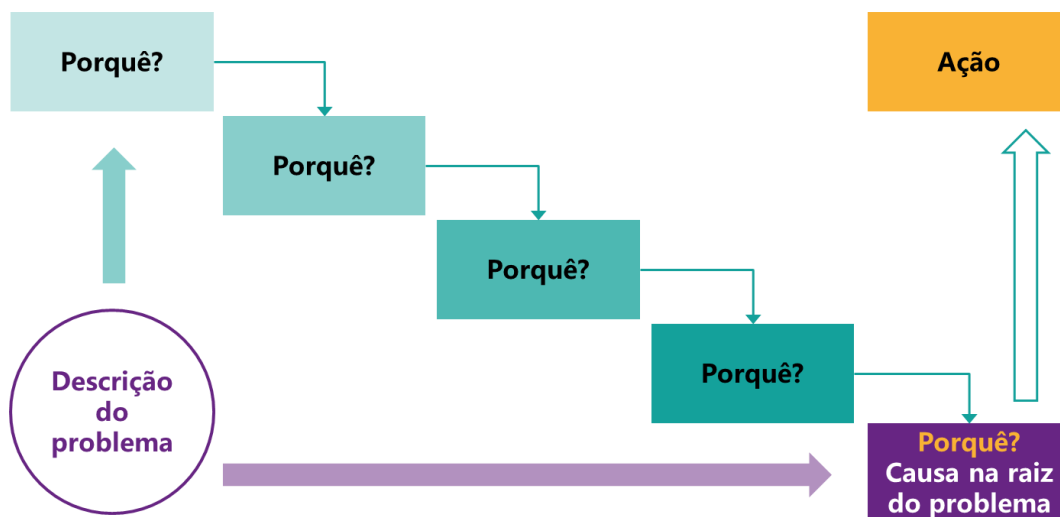 Porquê?
Ação
Porquê?
Porquê?
Porquê?
Descrição
do
problema
Porquê?
Causa na raiz
do problema